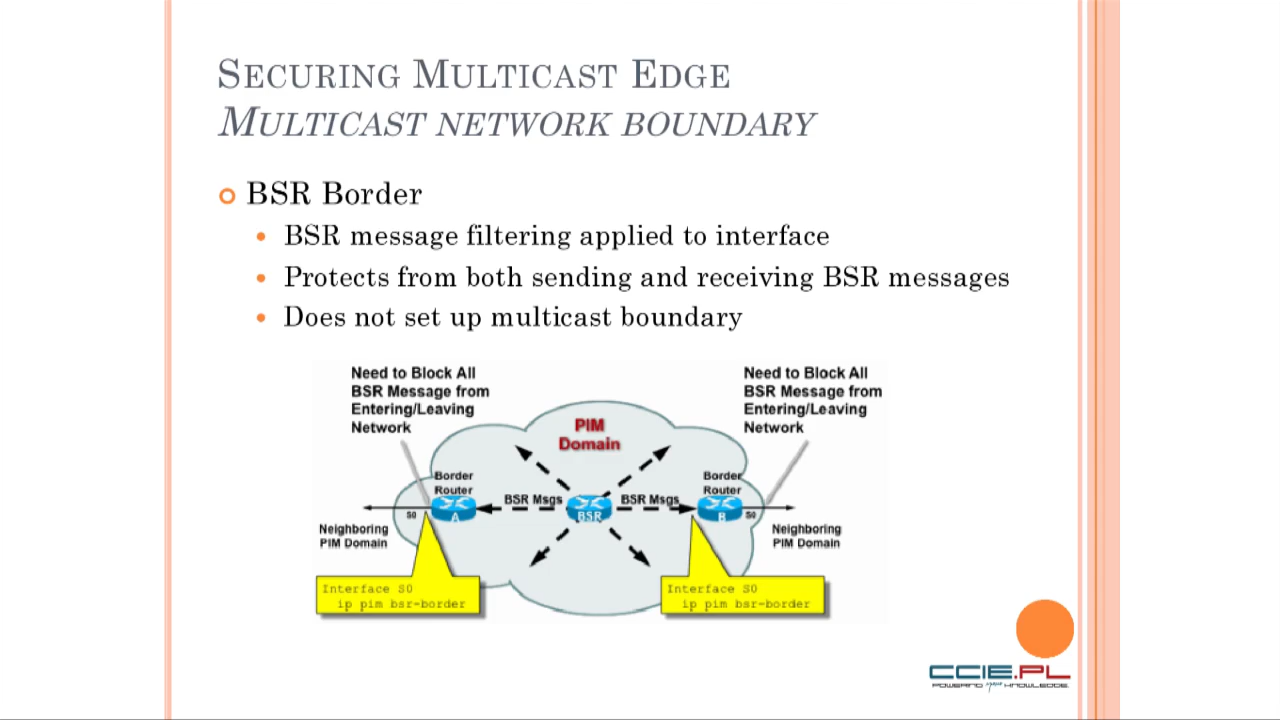 SECURING MULTICAST EDGE
MULTICAST NETWORK BOUNDARY
BSR Border
BSR message filtering applied to interface
Protects from both sending and receiving BSR messages
Does not set up multicast boundary
Need to Block All
BSR Message from
Entering/Leaving
Network
Need to Block All
BSR Message from
Entering/Leaving
Network
PIM
Domain
Border
Router
A
S0
BSR Msgs
BSR
BSR Msgs
Border
Router
B
S0
Neighboring
PIM Domain
Neighboring
PIM Domain
Interface S0
ip pim bsr-border
Interface S0
ip pim bsr-border
CCIE.PL
POWERING your KNOWLEDGE